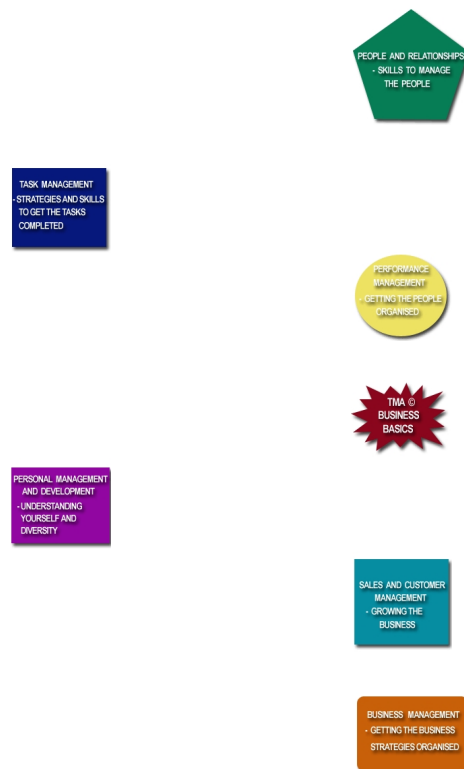 PEOPLE AND RELATIONSHIPS
- SKILLS TO MANAGE
THE PEOPLE
TASK MANAGEMENT
- STRATEGIES AND SKILLS
TO GET THE TASKS
COMPLETED
PERFORMANCE
MANAGEMENT
- GETTING THE PEOPLE
ORGANISED
TMA ©
BUSINESS
BASICS
PERSONAL MANAGEMENT
AND DEVELOPMENT
- UNDERSTANDING
YOURSELF AND
DIVERSITY
SALES AND CUSTOMER
MANAGEMENT
- GROWING THE
BUSINESS
BUSINESS MANAGEMENT
- GETTING THE BUSINESS
STRATEGIES ORGANISED